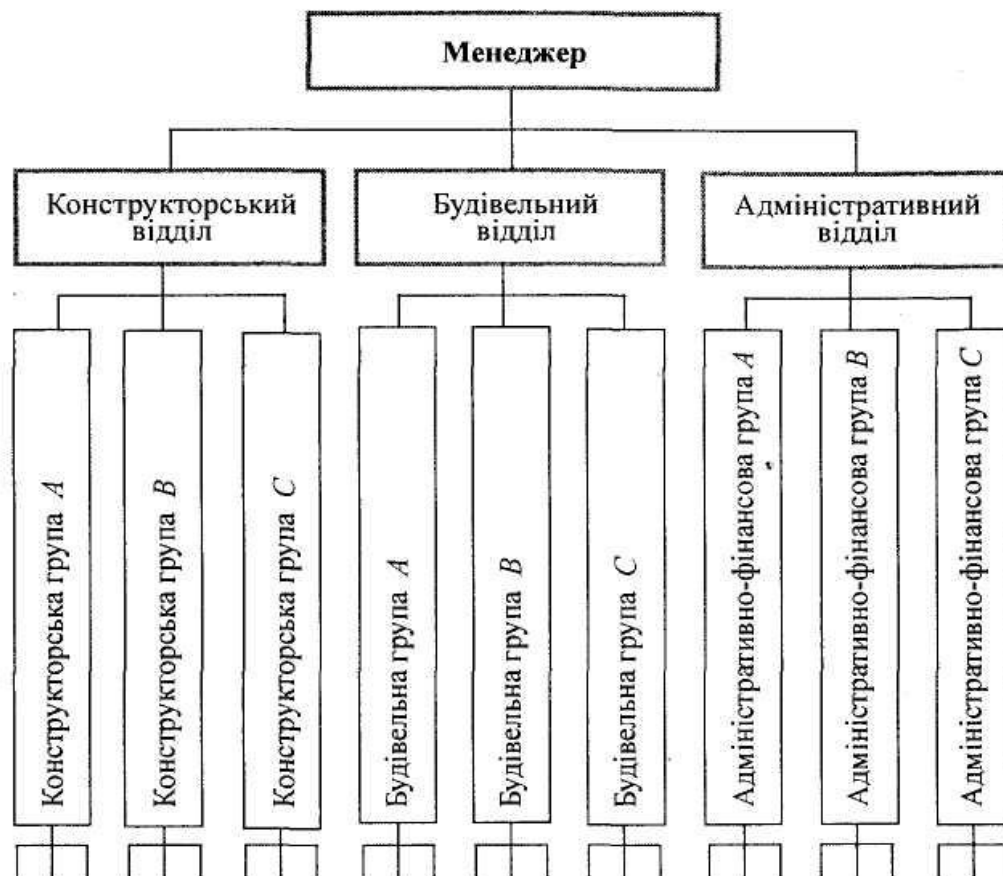 Менеджер
Конструкторський
відділ
Будівельний
відділ
Адміністративний
відділ
Конструкторська група A
Конструкторська група B
Конструкторська група C
Будівельна група A
Будівельна група B
Будівельна група C
Адміністративно-фінансова група A
Адміністративно-фінансова група B
Адміністративно-фінансова група C